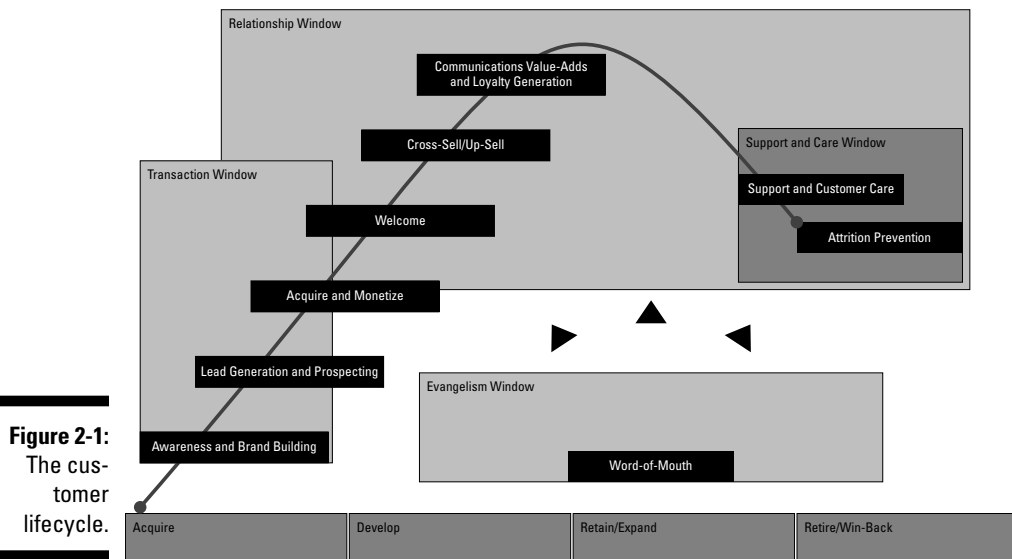 Relationship Window
Communications Value-Adds
and Loyalty Generation
Cross-Sell/Up-Sell
Support and Care Window
Transaction Window
Support and Customer Care
Welcome
Attrition Prevention
Acquire and Monetize
Lead Generation and Prospecting
Evangelism Window
Awareness and Brand Building
Word-of-Mouth
Figure 2-1:
The cus-
tomer
lifecycle.
Acquire
Develop
Retain/Expand
Retire/Win-Back